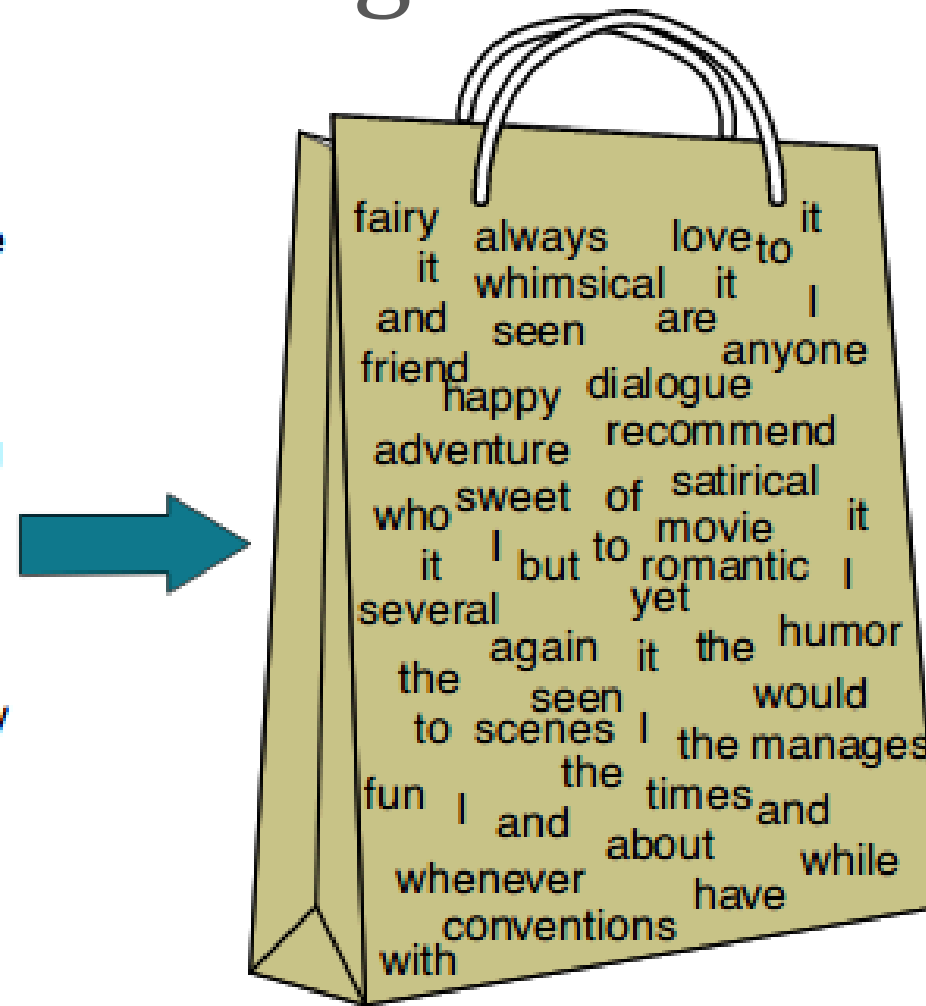 g
fairy always love to it
it whimsical it I
and seen are
anyone
friend
happy dialogue
adventure recommend
sweet of satirical
who movie it
it I but to romantic I
several yet
again it the humor
the seen would
to scenes I the manages
the
fun I and times and
about
whenever while
have
conventions
with